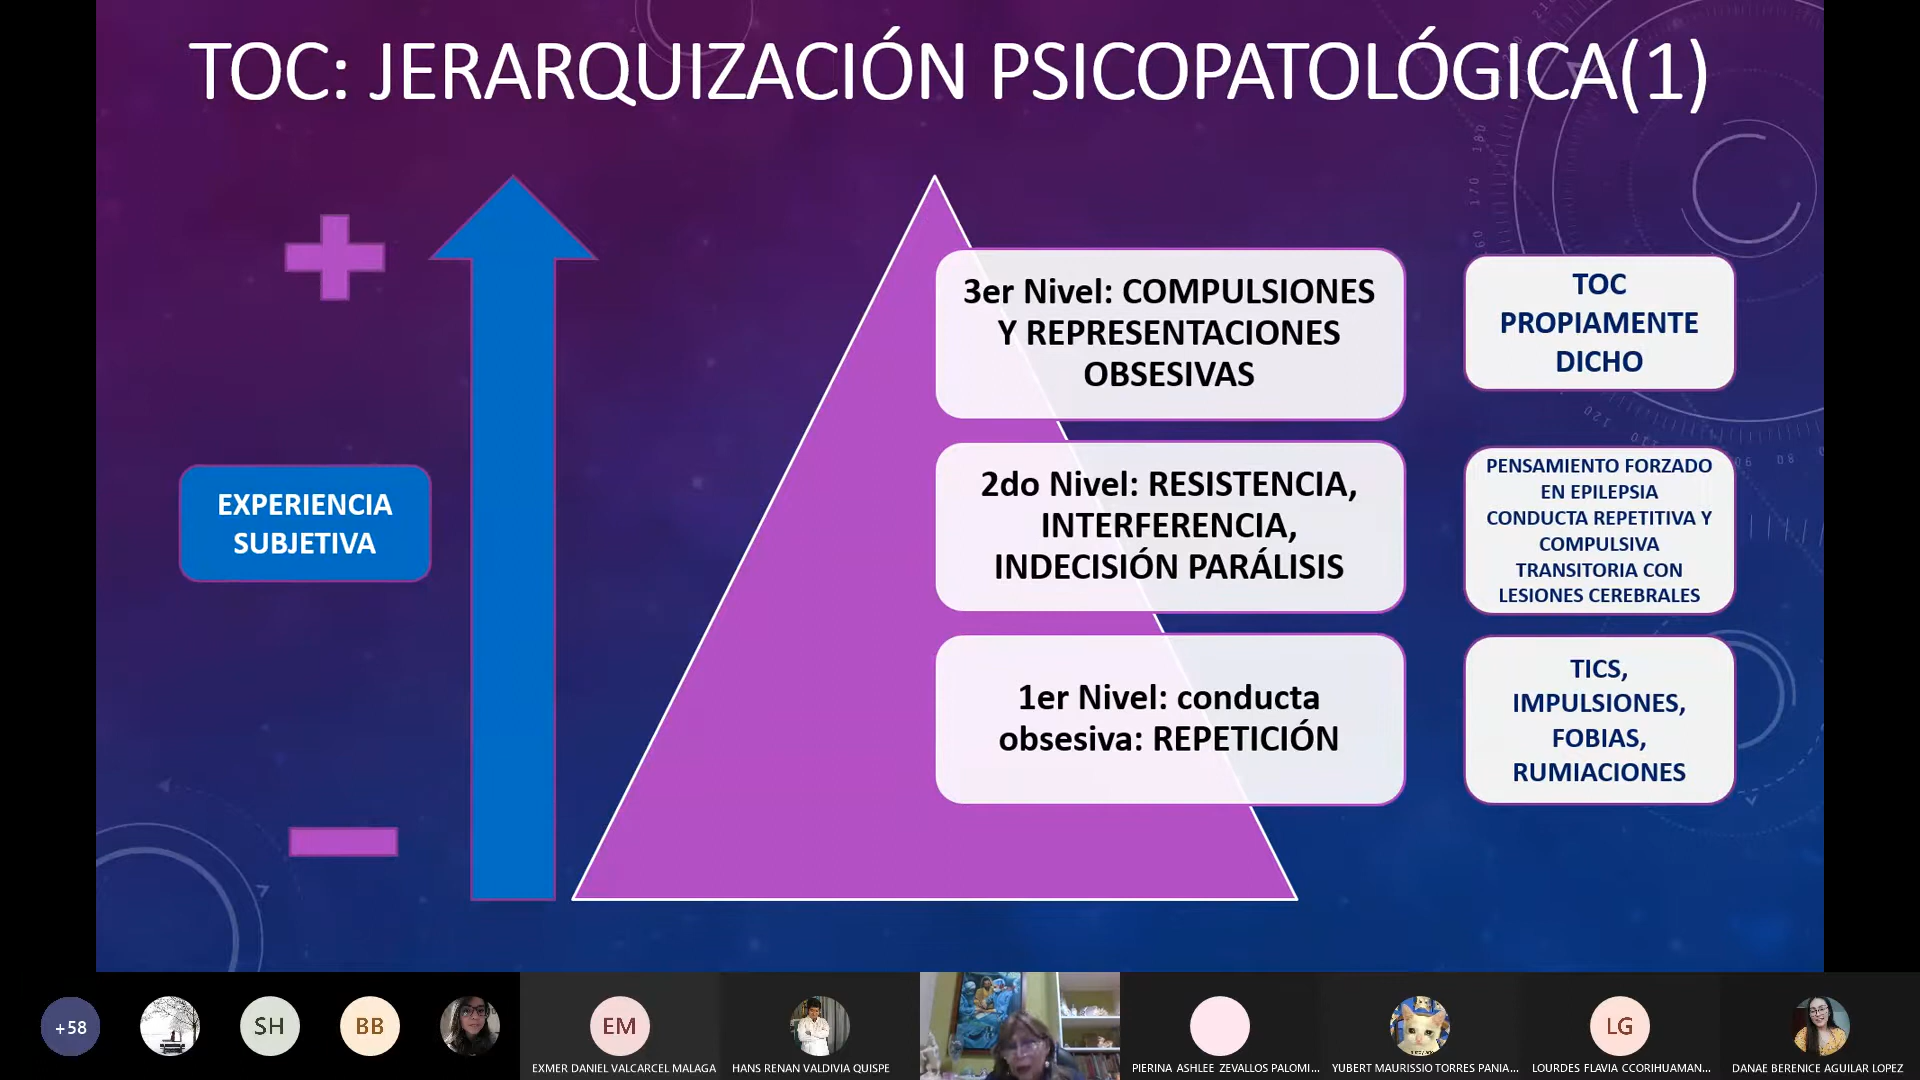 TOC: JERARQUIZACIÓN PSICOPATOLÓGICA(1)
EXPERIENCIA
SUBJETIVA
3er Nivel: COMPULSIONES
Y REPRESENTACIONES
OBSESIVAS
TOC
PROPIAMENTE
DICHO
2do Nivel: RESISTENCIA,
INTERFERENCIA,
INDECISIÓN PARÁLISIS
PENSAMIENTO FORZADO
EN EPILEPSIA
CONDUCTA REPETITIVA Y
COMPULSIVA
TRANSITORIA CON
LESIONES CEREBRALES
1er Nivel: conducta
obsesiva: REPETICIÓN
TICS,
IMPULSIONES,
FOBIAS,
RUMIACIONES
+58
SH
BB
EM
LG
EXMER DANIEL VALCARCEL MALAGA
HANS RENAN VALDIVIA QUISPE
PIERINA ASHLEE ZEVALLOS PALOMI...
YUBERT MAURISSIO TORRES PANIA...
LOURDES FLAVIA CCORIHUAMAN...
DANAE BERENICE AGUILAR LOPEZ